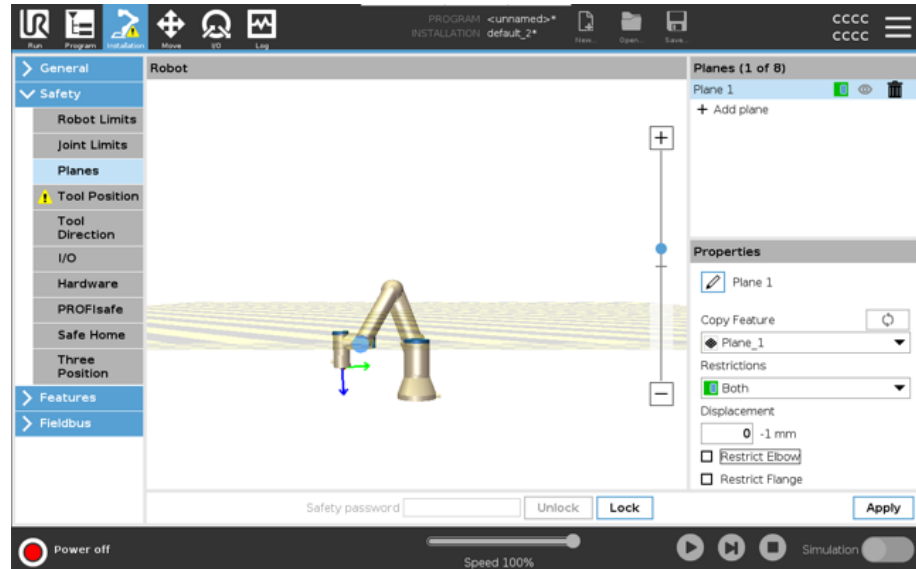 UR
Run
Program
Installation
Move
I/O
Log
PROGRAM <unnamed>*
INSTALLATION default_2*
New...
Open...
Save...
cccc
cccc
General
Safety
Robot Limits
Joint Limits
Planes
Tool Position
Tool
Direction
I/O
Hardware
PROFIsafe
Safe Home
Three
Position
Features
Fieldbus
Robot
Safety password
Unlock
Lock
Planes (1 of 8)
Plane 1
+ Add plane
Properties
Plane 1
Copy Feature
Plane_1
Restrictions
Both
Displacement
0 -1 mm
Restrict Elbow
Restrict Flange
Apply
Power off
Speed 100%
Simulation